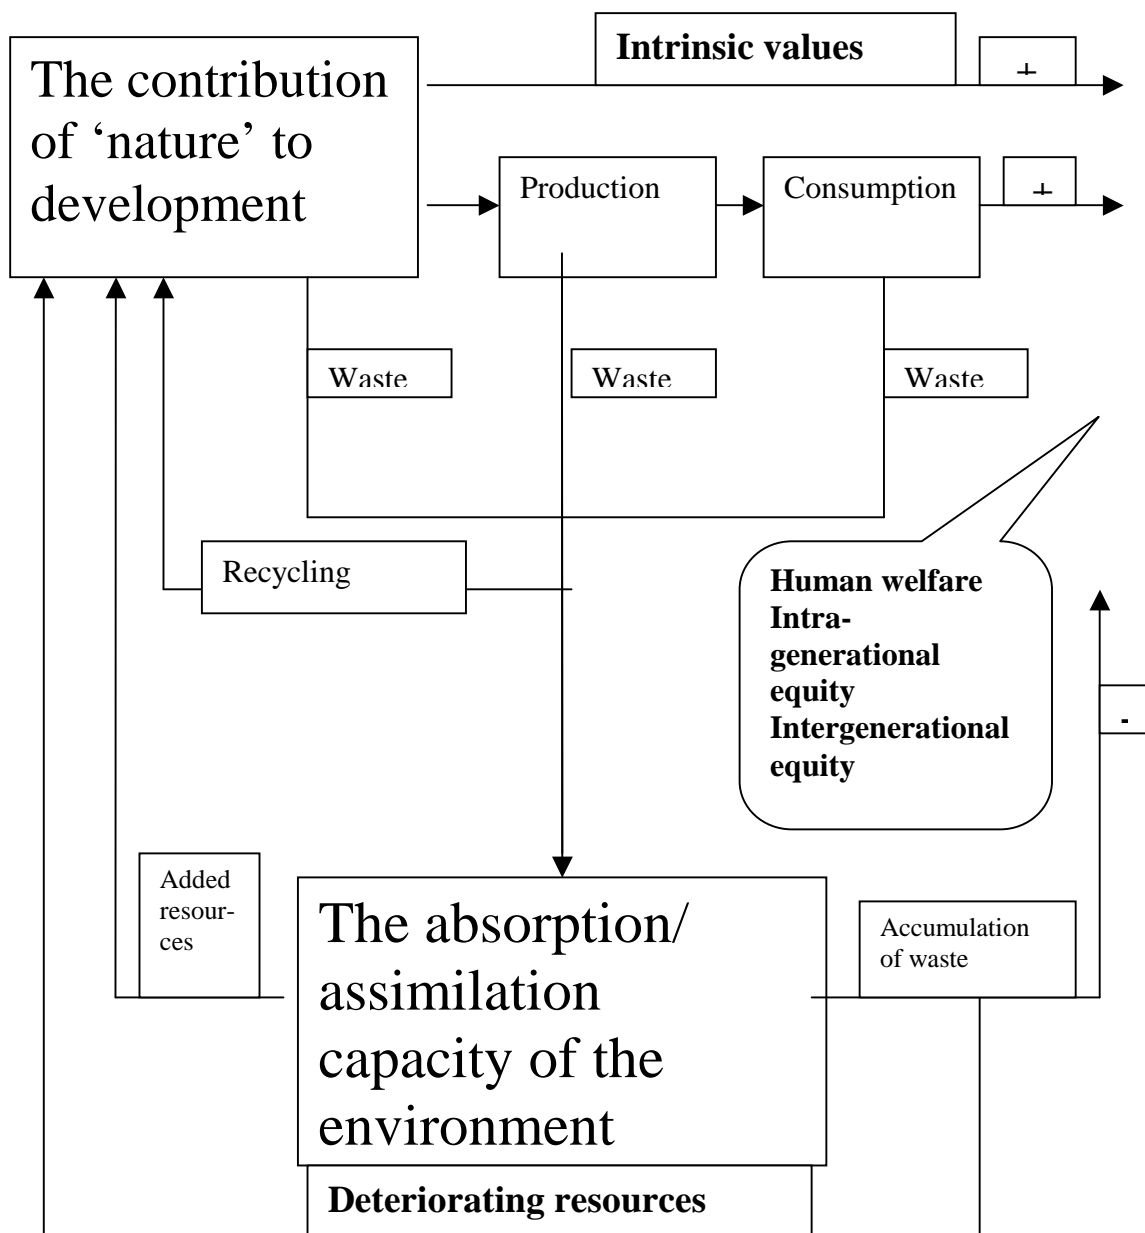 Intrinsic values
+
The contribution
of ‘nature’ to
development
Production
Consumption
+
Waste
Waste
Waste
Recycling
Human welfare
Intra-
generational
equity
Intergenerational
equity
-
Added
resour-
ces
The absorption/
assimilation
capacity of the
environment
Accumulation
of waste
Deteriorating resources